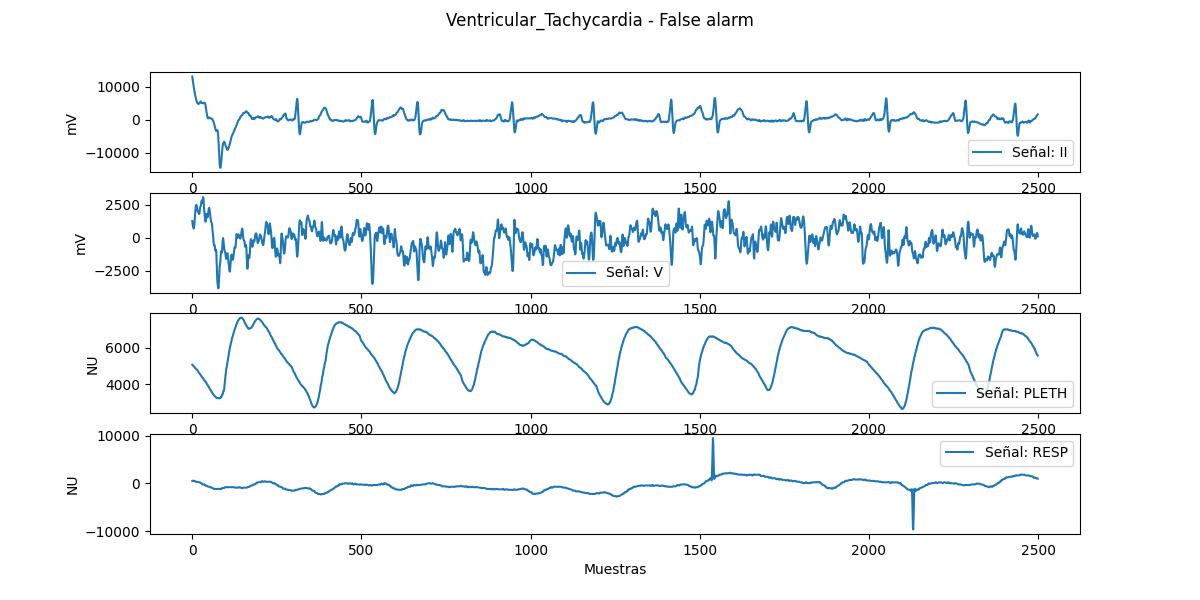 Ventricular_Tachycardia - False alarm
10000
0
−10000
mV
Señal: II
0 500 1000 1500 2000 2500
2500
0
−2500
mV
Señal: V
0 500 1000 1500 2000 2500
6000
4000
NU
Señal: PLETH
0 500 1000 1500 2000 2500
10000
0
−10000
NU
Señal: RESP
0 500 1000 1500 2000 2500
Muestras